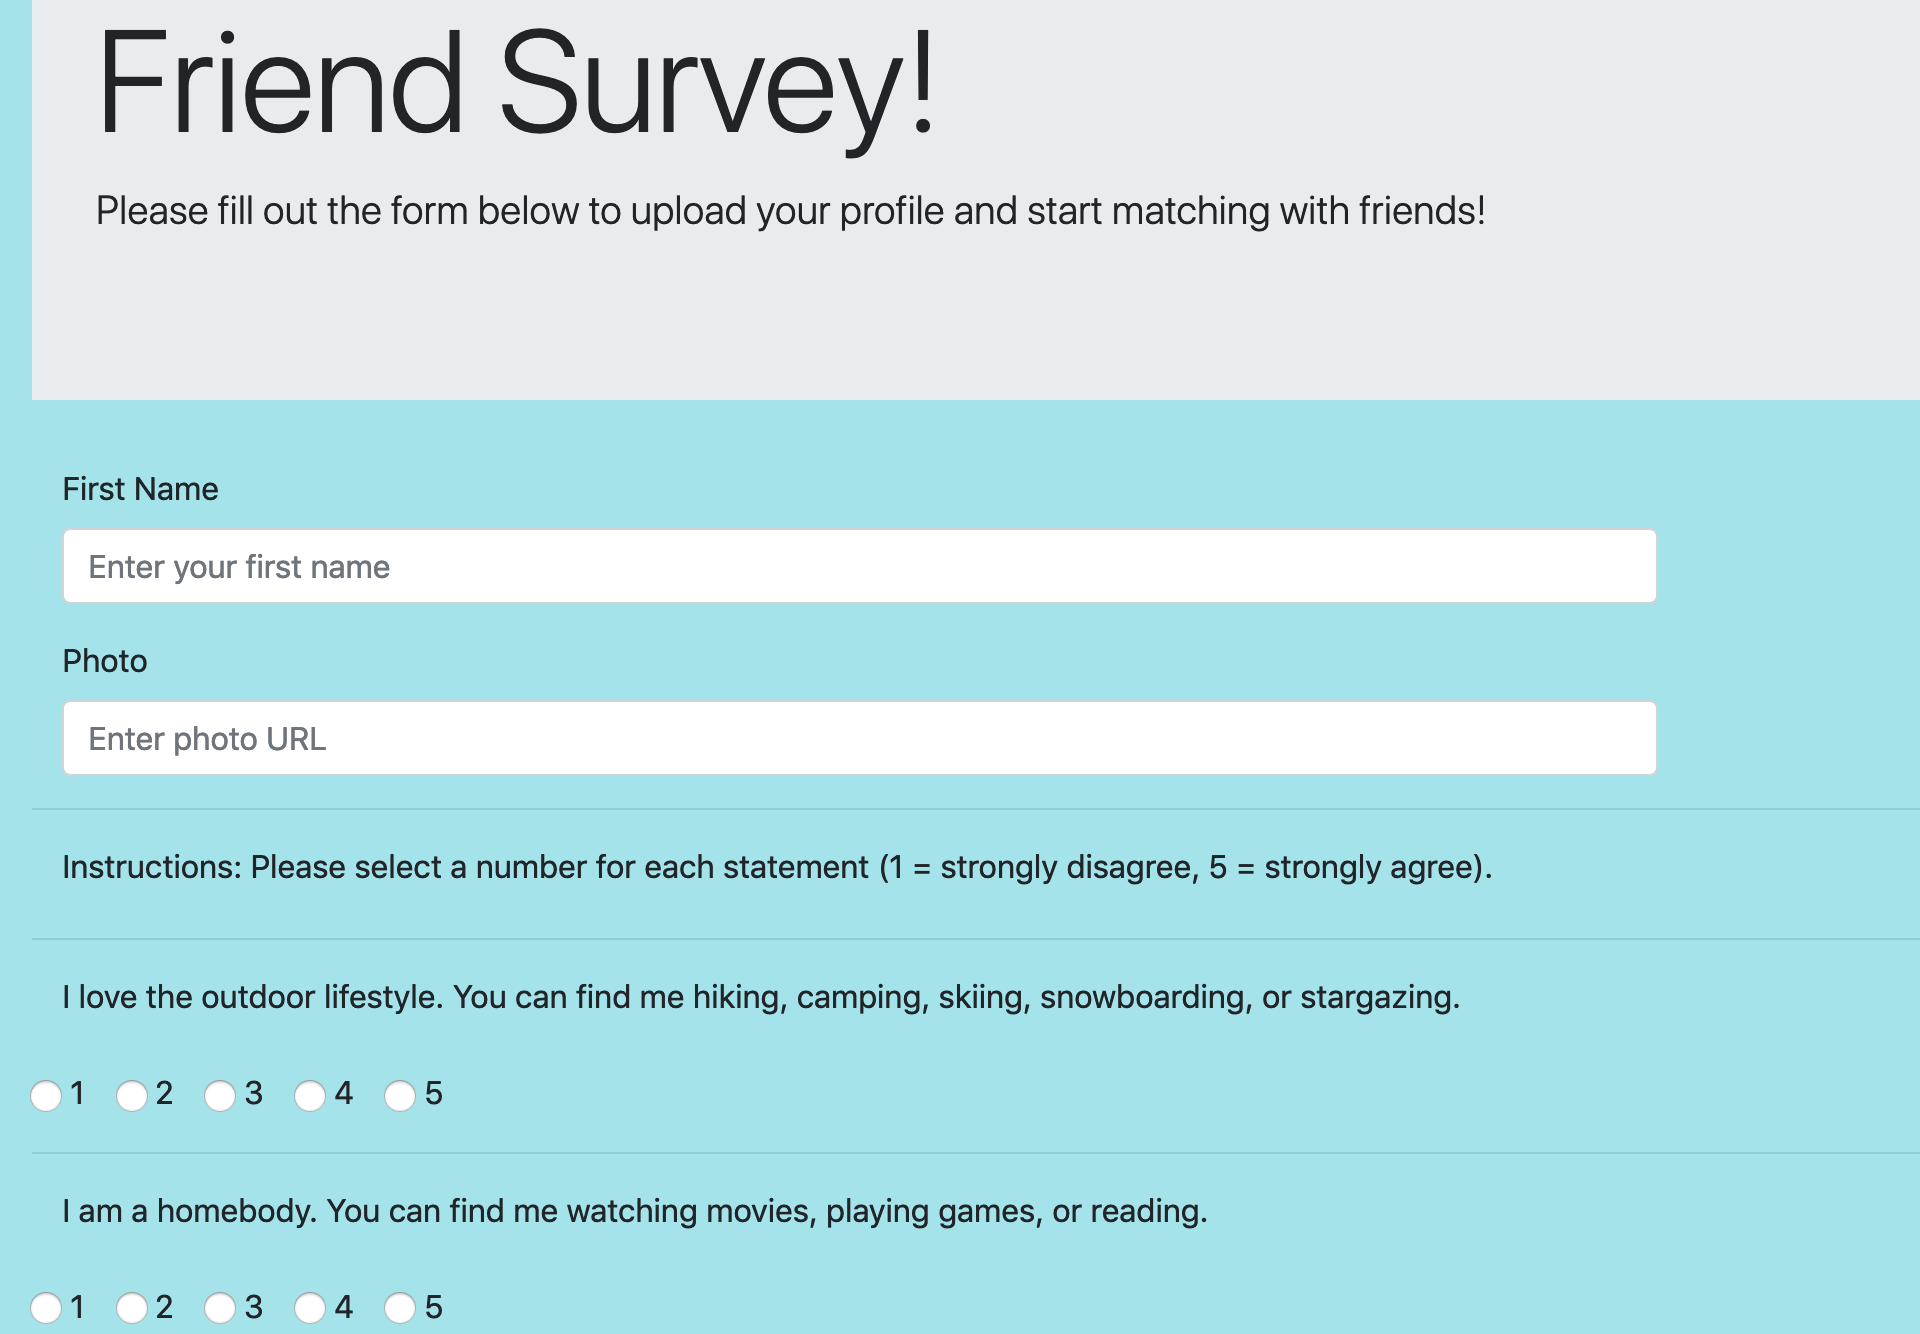 Friend Survey!
Please fill out the form below to upload your profile and start matching with friends!
First Name
Enter your first name
Photo
Enter photo URL
Instructions: Please select a number for each statement (1 = strongly disagree, 5 = strongly agree).
I love the outdoor lifestyle. You can find me hiking, camping, skiing, snowboarding, or stargazing.
1 2 3 4 5
I am a homebody. You can find me watching movies, playing games, or reading.
1 2 3 4 5